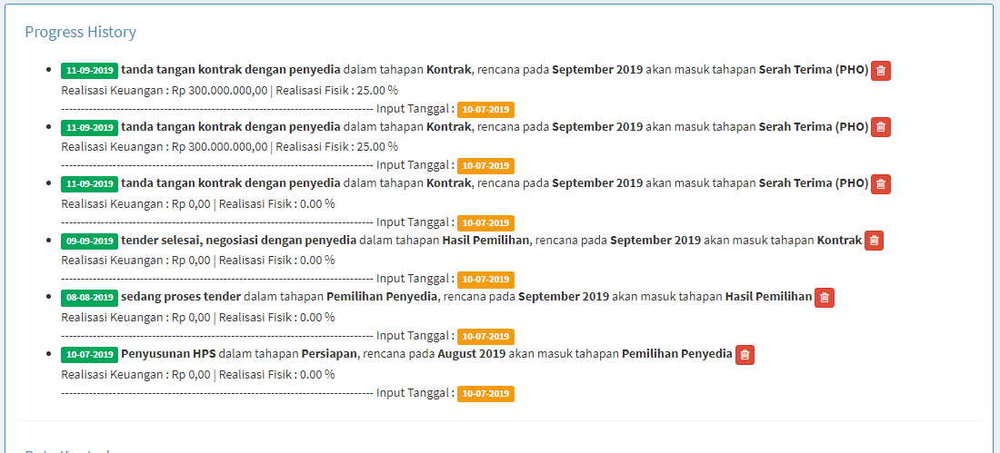 Progress History
11-09-2019 tanda tangan kontrak dengan penyedia dalam tahapan Kontrak, rencana pada September 2019 akan masuk tahapan Serah Terima (PHO)
Realisasi Keuangan : Rp 300.000.000,00 | Realisasi Fisik : 25.00 %
-------------------------------------------------------------------------------- Input Tanggal : 10-07-2019
11-09-2019 tanda tangan kontrak dengan penyedia dalam tahapan Kontrak, rencana pada September 2019 akan masuk tahapan Serah Terima (PHO)
Realisasi Keuangan : Rp 300.000.000,00 | Realisasi Fisik : 25.00 %
-------------------------------------------------------------------------------- Input Tanggal : 10-07-2019
11-09-2019 tanda tangan kontrak dengan penyedia dalam tahapan Kontrak, rencana pada September 2019 akan masuk tahapan Serah Terima (PHO)
Realisasi Keuangan : Rp 0,00 | Realisasi Fisik : 0.00 %
-------------------------------------------------------------------------------- Input Tanggal : 10-07-2019
09-09-2019 tender selesai, negosiasi dengan penyedia dalam tahapan Hasil Pemilihan, rencana pada September 2019 akan masuk tahapan Kontrak
Realisasi Keuangan : Rp 0,00 | Realisasi Fisik : 0.00 %
-------------------------------------------------------------------------------- Input Tanggal : 10-07-2019
08-08-2019 sedang proses tender dalam tahapan Pemilihan Penyedia, rencana pada September 2019 akan masuk tahapan Hasil Pemilihan
Realisasi Keuangan : Rp 0,00 | Realisasi Fisik : 0.00 %
-------------------------------------------------------------------------------- Input Tanggal : 10-07-2019
10-07-2019 Penyusunan HPS dalam tahapan Persiapan, rencana pada August 2019 akan masuk tahapan Pemilihan Penyedia
Realisasi Keuangan : Rp 0,00 | Realisasi Fisik : 0.00 %
-------------------------------------------------------------------------------- Input Tanggal : 10-07-2019